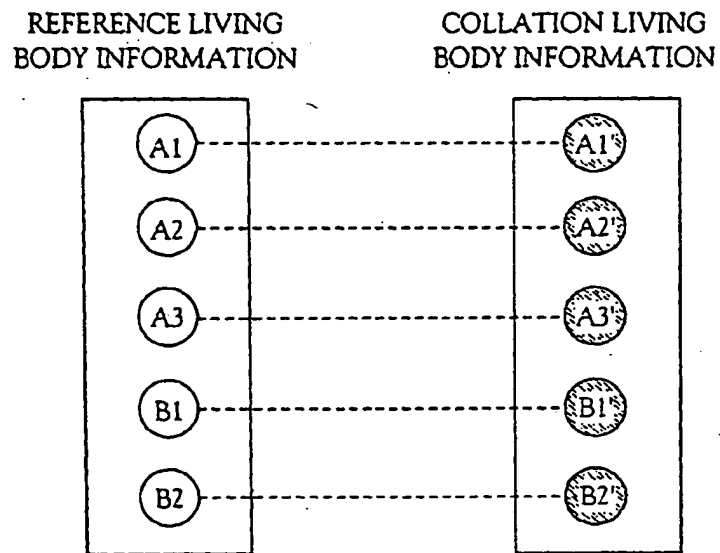 REFERENCE LIVING
BODY INFORMATION
COLLATION LIVING
BODY INFORMATION
A1
A1'
A2
A2'
A3
A3'
B1
B1'
B2
B2'